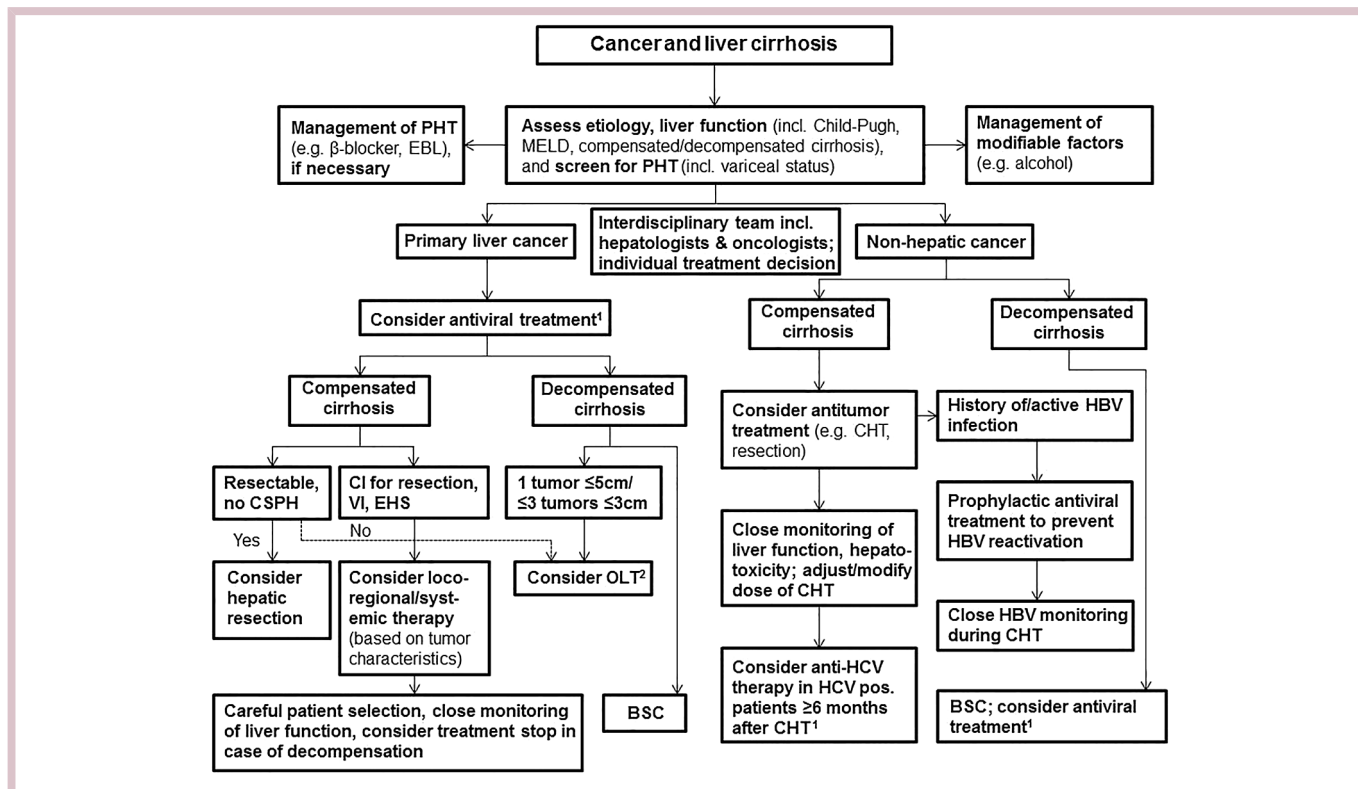 Cancer and liver cirrhosis
Management of PHT
(e.g. β-blocker, EBL),
if necessary
Assess etiology, liver function (incl. Child-Pugh,
MELD, compensated/decompensated cirrhosis),
and screen for PHT (incl. variceal status)
Management of
modifiable factors
(e.g. alcohol)
Primary liver cancer
Interdisciplinary team incl.
hepatologists & oncologists;
individual treatment decision
Non-hepatic cancer
Consider antiviral treatment¹
Compensated
cirrhosis
Decompensated
cirrhosis
Compensated
cirrhosis
Decompensated
cirrhosis
Resectable,
no CSPH
CI for resection,
VI, EHS
1 tumor ≤5cm/
≤3 tumors ≤3cm
Yes
No
Consider
hepatic
resection
Consider loco-
regional/syst-
emic therapy
(based on tumor
characteristics)
Consider OLT²
Careful patient selection, close monitoring
of liver function, consider treatment stop in
case of decompensation
BSC
Consider antitumor
treatment (e.g. CHT,
resection)
History of/active HBV
infection
Close monitoring of
liver function, hepato-
toxicity; adjust/modify
dose of CHT
Prophylactic antiviral
treatment to prevent
HBV reactivation
Close HBV monitoring
during CHT
Consider anti-HCV
therapy in HCV pos.
patients ≥6 months
after CHT¹
BSC; consider antiviral
treatment¹